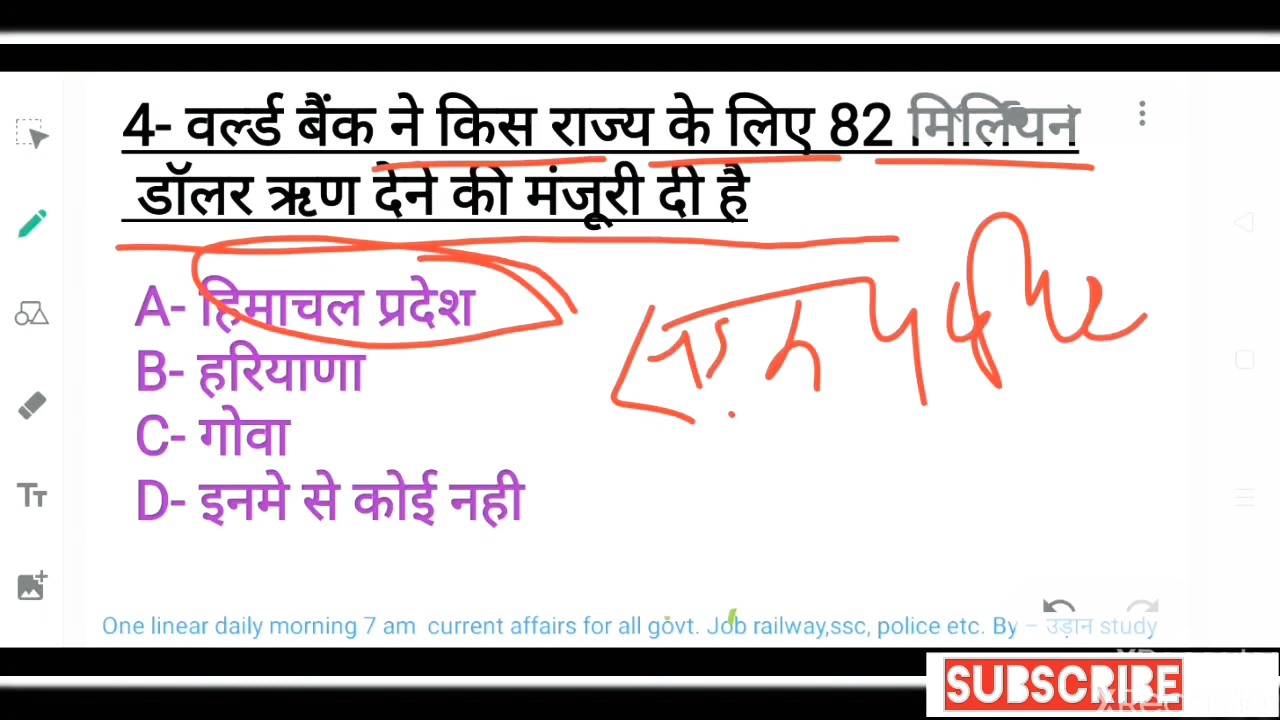 4- वर्ल्ड बैंक ने किस राज्य के लिए 82 मिलियन
डॉलर ऋण देने की मंजूरी दी है
A- हिमाचल प्रदेश
B- हरियाणा
C- गोवा
D- इनमे से कोई नही
One linear daily morning 7 am current affairs for all govt. Job railway,ssc, police etc. By – उड़ान study
SUBSCRIBE